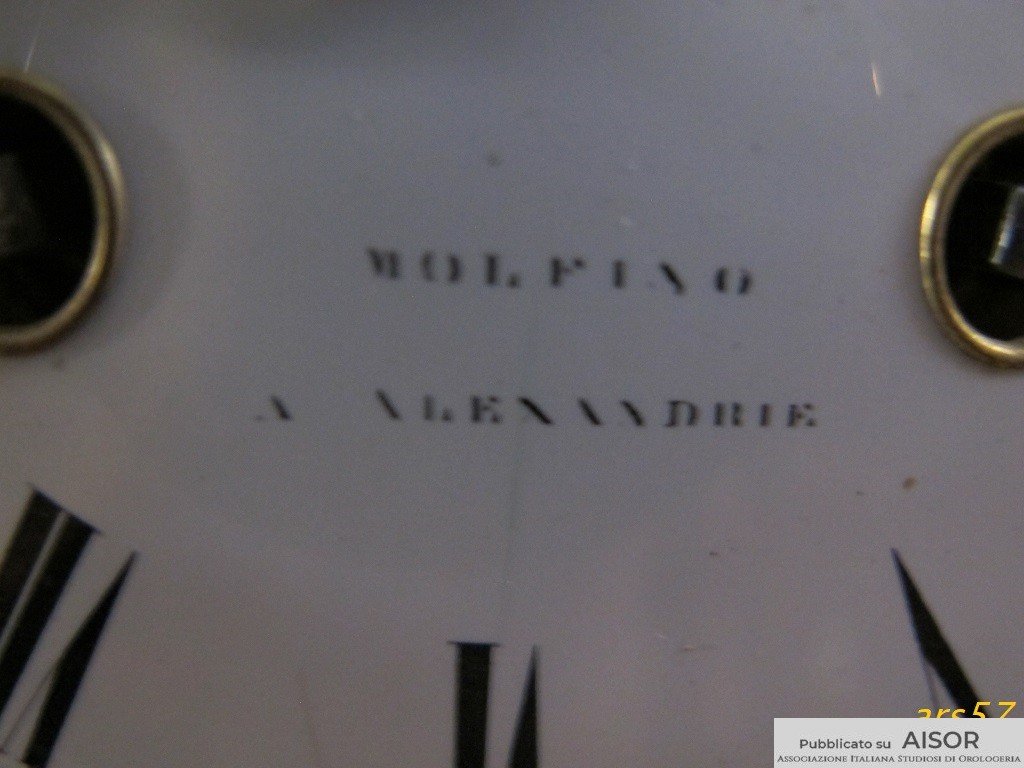 MOLFINO
A ALEXANDRIE
ars57
Pubblicato su AISOR
ASSOCIAZIONE ITALIANA STUDIOSI DI OROLOGERIA